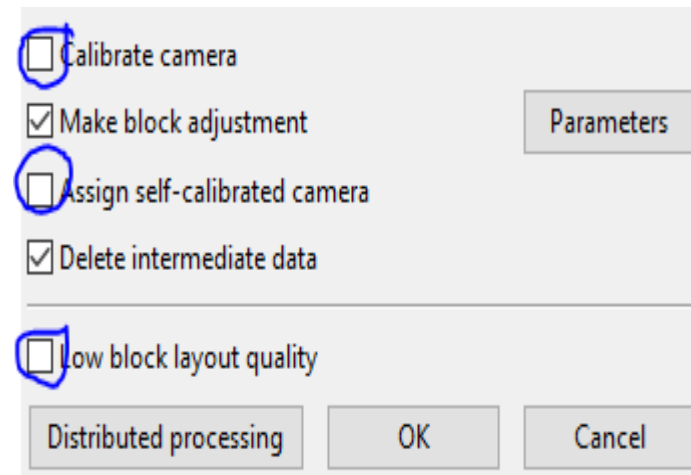 Calibrate camera
Make block adjustment Parameters
Assign self-calibrated camera
Delete intermediate data
Low block layout quality
Distributed processing OK Cancel